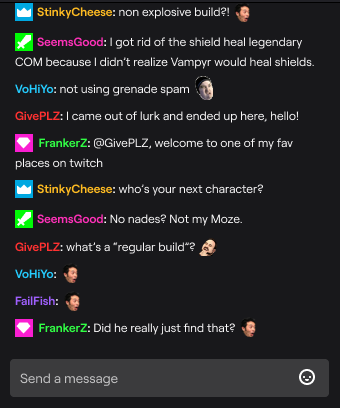 StinkyCheese: non explosive build?!
SeemsGood: I got rid of the shield heal legendary
COM because I didn’t realize Vampyr would heal shields.
VoHiYo: not using grenade spam
GivePLZ: I came out of lurk and ended up here, hello!
FrankerZ: @GivePLZ, welcome to one of my fav
places on twitch
StinkyCheese: who’s your next character?
SeemsGood: No nades? Not my Moze.
GivePLZ: what’s a “regular build”?
VoHiYo:
FailFish:
FrankerZ: Did he really just find that?
Send a message